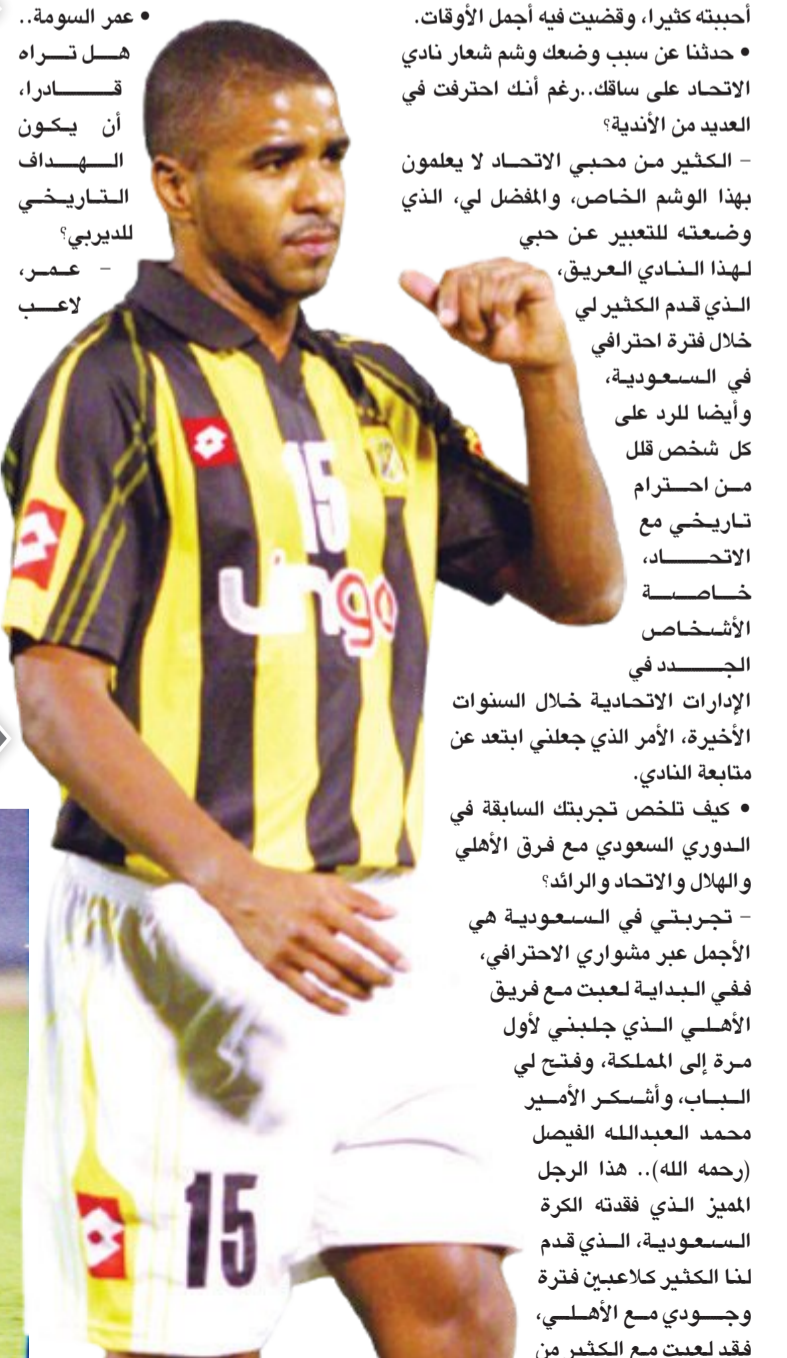 أحببته كثيرا، وقضيت فيه أجمل الأوقات.
• حدثنا عن سبب وضعك وشم شعار نادي
الاتحاد على ساقك..رغم أنك احترفت في
العديد من الأندية؟
– الكثير من محبي الاتحاد لا يعلمون
بهذا الوشم الخاص، والمفضل لي، الذي
وضعته للتعبير عن حبي
لهذا النادي العريق،
الذي قدم الكثير لي
خلال فترة احترافي
في السعودية،
وأيضا للرد على
كل شخص قلل
من احترام
تاريخي مع
الاتحاد،
خاصة
الأشخاص
الجدد في
الإدارات الاتحادية خلال السنوات
الأخيرة، الأمر الذي جعلني ابتعد عن
متابعة النادي.
• كيف تلخص تجربتك السابقة في
الدوري السعودي مع فرق الأهلي
والهلال والاتحاد والرائد؟
– تجربتي في السعودية هي
الأجمل عبر مشواري الاحترافي،
ففي البداية لعبت مع فريق
الأهلي الذي جلبني لأول
مرة إلى المملكة، وفتح لي
الباب، وأشكر الأمير
محمد العبدالله الفيصل
(رحمه الله).. هذا الرجل
المميز الذي فقدته الكرة
السعودية، الذي قدم
لنا الكثير كلاعبين فترة
وجودي مع الأهلي،
فقد لعبت مع الكثير من
• عمر السومة..
هل تراه
قادرا،
أن يكون
الهداف
التاريخي
للديربي؟
– عمر،
لاعب
15
jingo
15